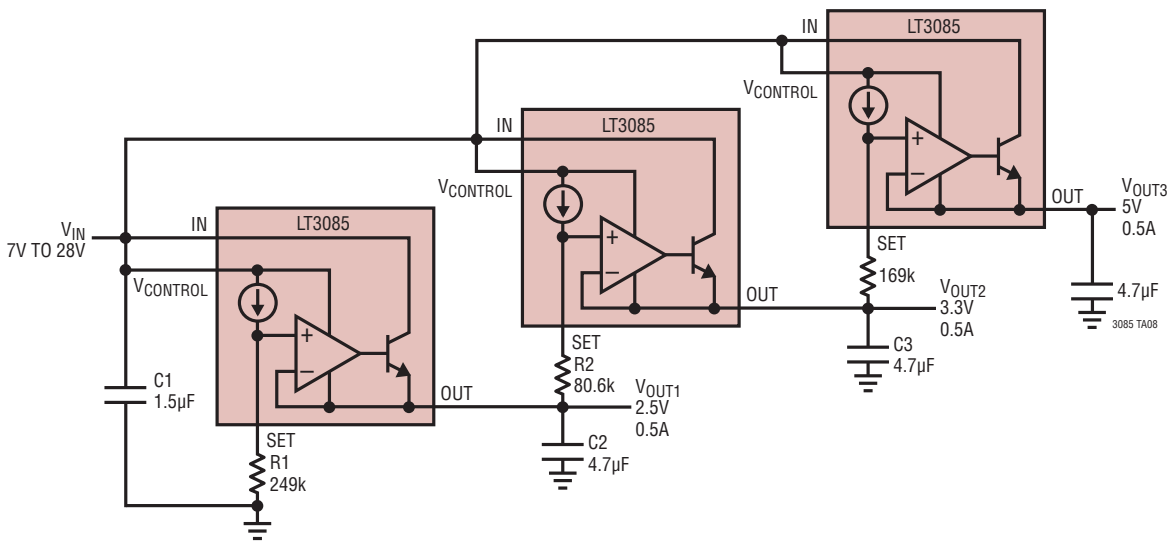 IN
LT3085
VCONTROL
+
–
OUT
VOUT3
5V
0.5A
SET
169k
4.7µF
3085 TA08
IN
LT3085
VCONTROL
+
–
OUT
VOUT2
3.3V
0.5A
SET
R2
80.6k
C3
4.7µF
VIN
7V TO 28V
IN
LT3085
VCONTROL
+
–
OUT
VOUT1
2.5V
0.5A
C1
1.5µF
SET
R1
249k
C2
4.7µF